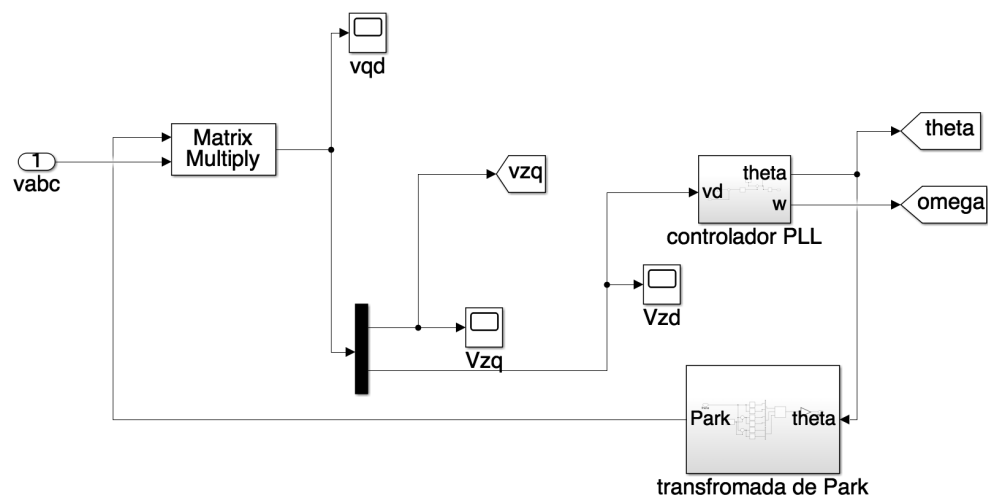 vqd
Matrix
Multiply
1
vabc
vzq
theta
vd
theta
w
omega
controlador PLL
Vzd
Vzq
Park
theta
transfromada de Park